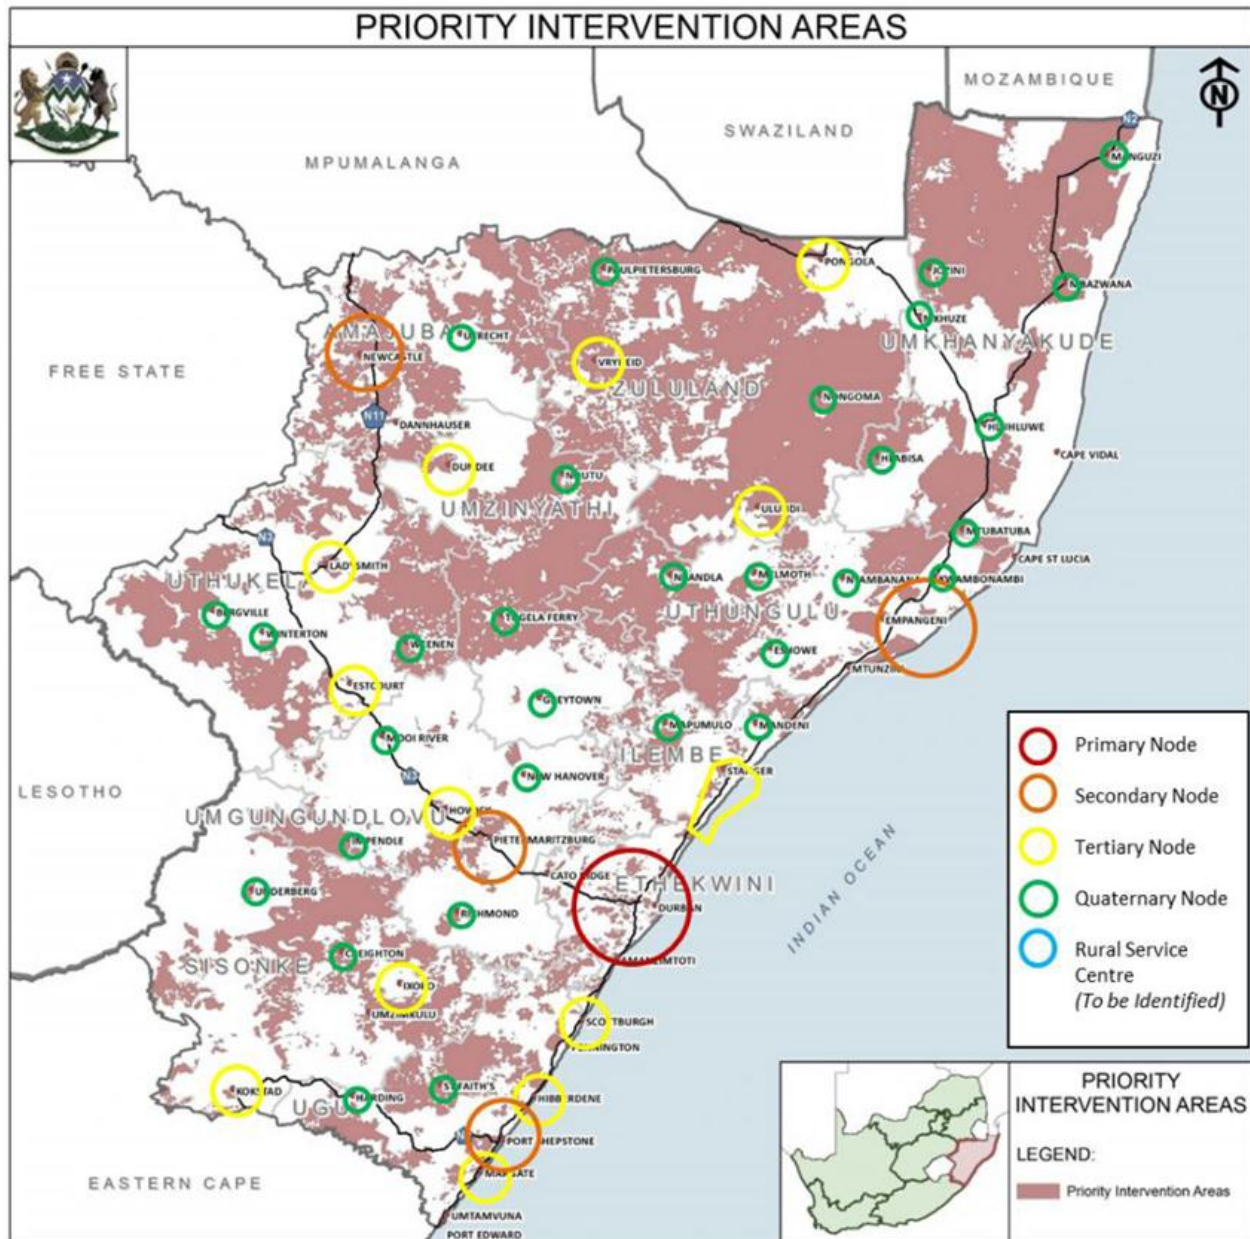 PRIORITY INTERVENTION AREAS
MOZAMBIQUE
N
SWAZILAND
N2
MPUMALANGA
MANGUZI
PONGOLA
PAULPIETERSBURG
JOZINI
MBAZWANA
MKHUZE
AMAJUBA
UTRECHT
UMKHANYAKUDE
NEWCASTLE
VRYHEID
FREE STATE
ZULULAND
NONGOMA
N11
DANNHAUSER
HLUHLUWE
CAPE VIDAL
DUNDEE
HLABISA
NQUTU
UMZINYATHI
ULUNDI
MTUBATUBA
N3
CAPE ST LUCIA
LADYSMITH
UTHUKEL
NKANDLA
MELMOTH
NTAMBANANA
KWAMBONAMBI
BERGVILLE
UTHUNGULU
TUGELA FERRY
EMPANGENI
WINTERTON
WEENEN
ESHOWE
MTUNZINI
ESTCOURT
GREYTOWN
MAPUMULO
MANDENI
MOOI RIVER
ILEMBE
STANGER
N3
NEW HANOVER
LESOTHO
HOWICK
UMGUNGUNDLOVU
PIETERMARITZBURG
IMPENDLE
CATO RIDGE
ETHEKWINI
UNDERBERG
DURBAN
RICHMOND
INDIAN OCEAN
CREIGHTON
AMANZIMTOTI
SISONKE
IXOPO
UMZIMKULU
SCOTTBURGH
PENNINGTON
KOKSTAD
ST FAITH'S
HARDING
HIBBERDENE
UGU
PORT SHEPSTONE
MARGATE
EASTERN CAPE
UMTAMVUNA
PORT EDWARD
Primary Node
Secondary Node
Tertiary Node
Quaternary Node
Rural Service
Centre
(To be Identified)
PRIORITY
INTERVENTION AREAS
LEGEND:
Priority Intervention Areas